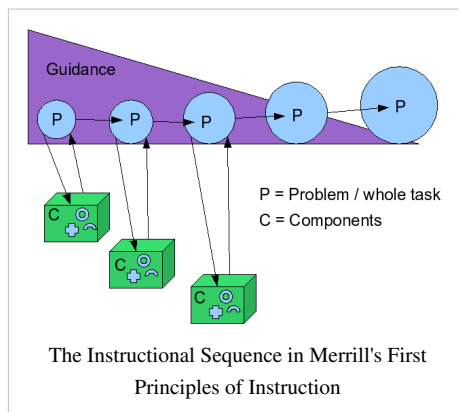 Guidance
P
P
P
P
P
C
C
C
P = Problem / whole task
C = Components
The Instructional Sequence in Merrill's First
Principles of Instruction